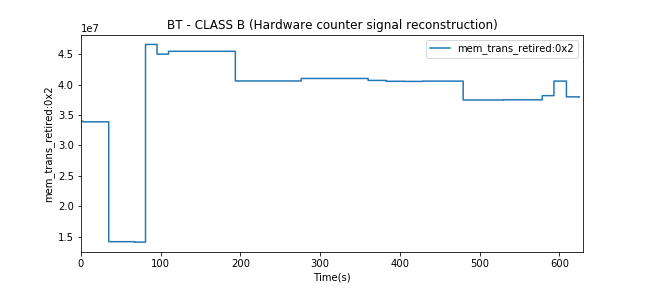 BT - CLASS B (Hardware counter signal reconstruction)
1e7
mem_trans_retired:0x2
4.5
4.0
3.5
3.0
2.5
2.0
1.5
mem_trans_retired:0x2
0 100 200 300 400 500 600
Time(s)